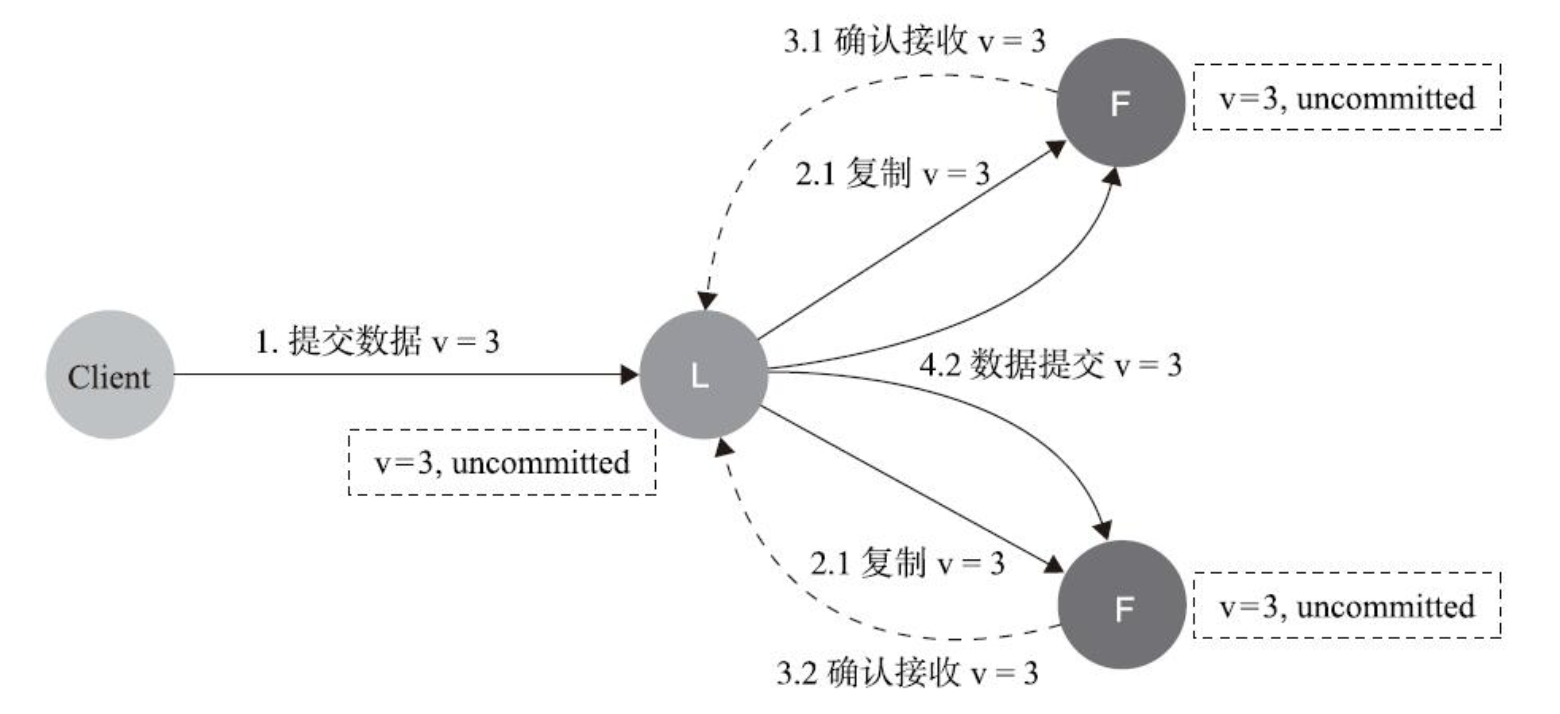 3.1 确认接收 v = 3
F
v=3, uncommitted
2.1 复制 v = 3
1. 提交数据 v = 3
Client
L
4.2 数据提交 v = 3
v=3, uncommitted
2.1 复制 v = 3
F
v=3, uncommitted
3.2 确认接收 v = 3